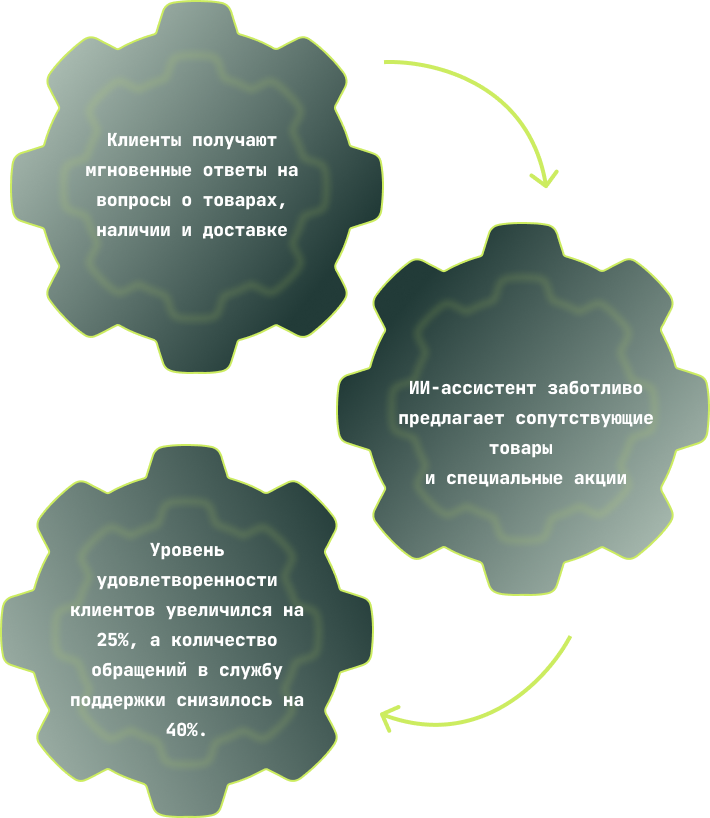 Клиенты получают
мгновенные ответы на
вопросы о товарах,
наличии и доставке
ИИ-ассистент заботливо
предлагает сопутствующие
товары
и специальные акции
Уровень
удовлетворенности
клиентов увеличился на
25%, а количество
обращений в службу
поддержки снизилось на
40%.